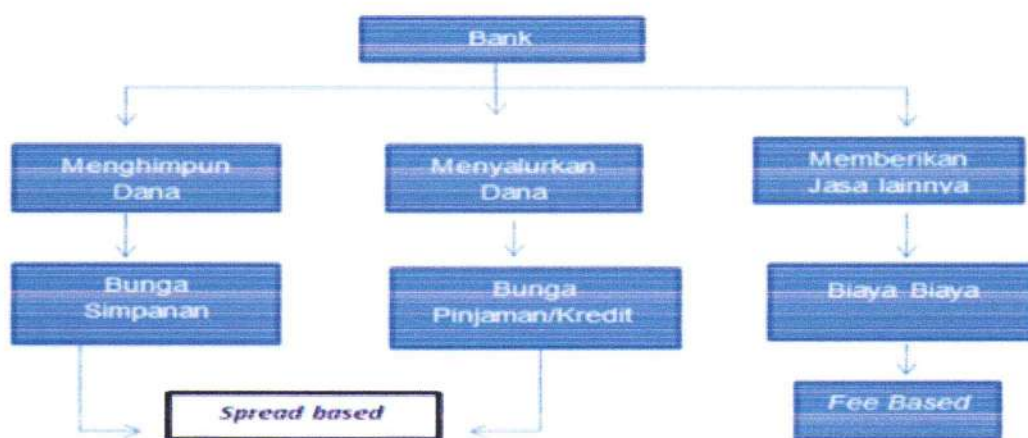 Bank
Menghimpun
Dana
Menyalurkan
Dana
Memberikan
Jasa lainnya
Bunga
Simpanan
Bunga
Pinjaman/Kredit
Biaya Biaya
Spread based
Fee Based